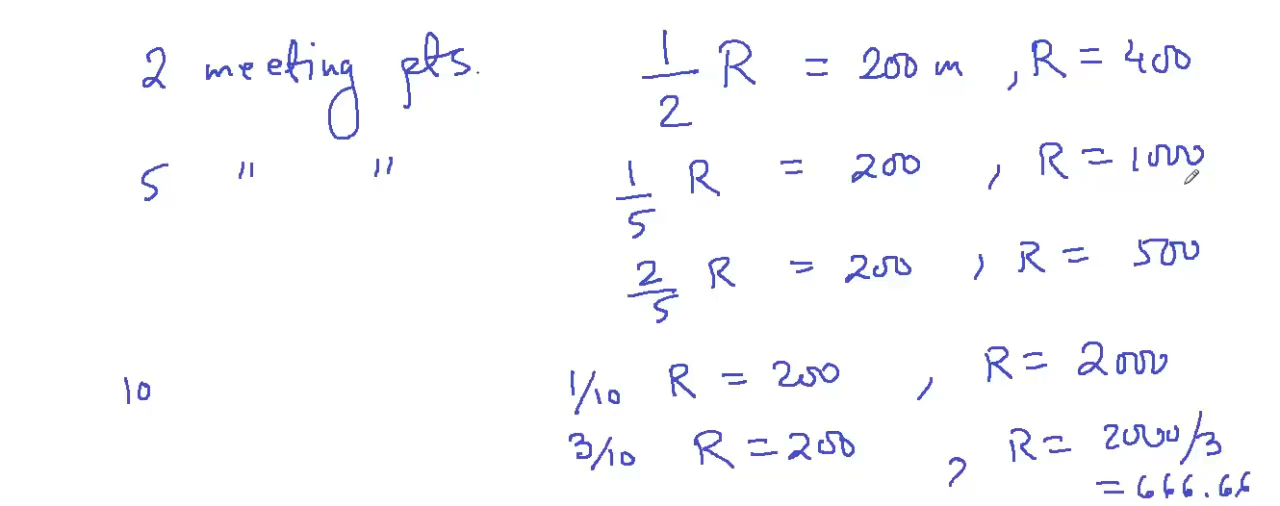 2 meeting pts. 1/2 R = 200 m , R = 400
5 " " 1/5 R = 200 , R = 1000
2/5 R = 200 , R = 500
10 1/10 R = 200 , R = 2000
3/10 R = 200 , R = 2000/3
= 666.66